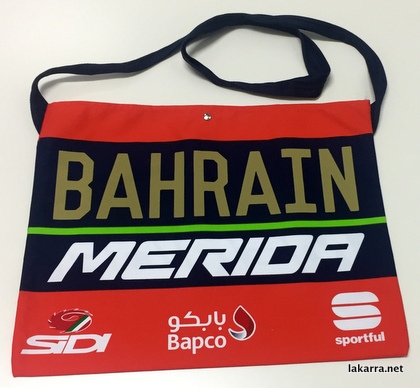 BAHRAIN
MERIDA
SiDI
بابكو
Bapco
sportful
lakarra.net